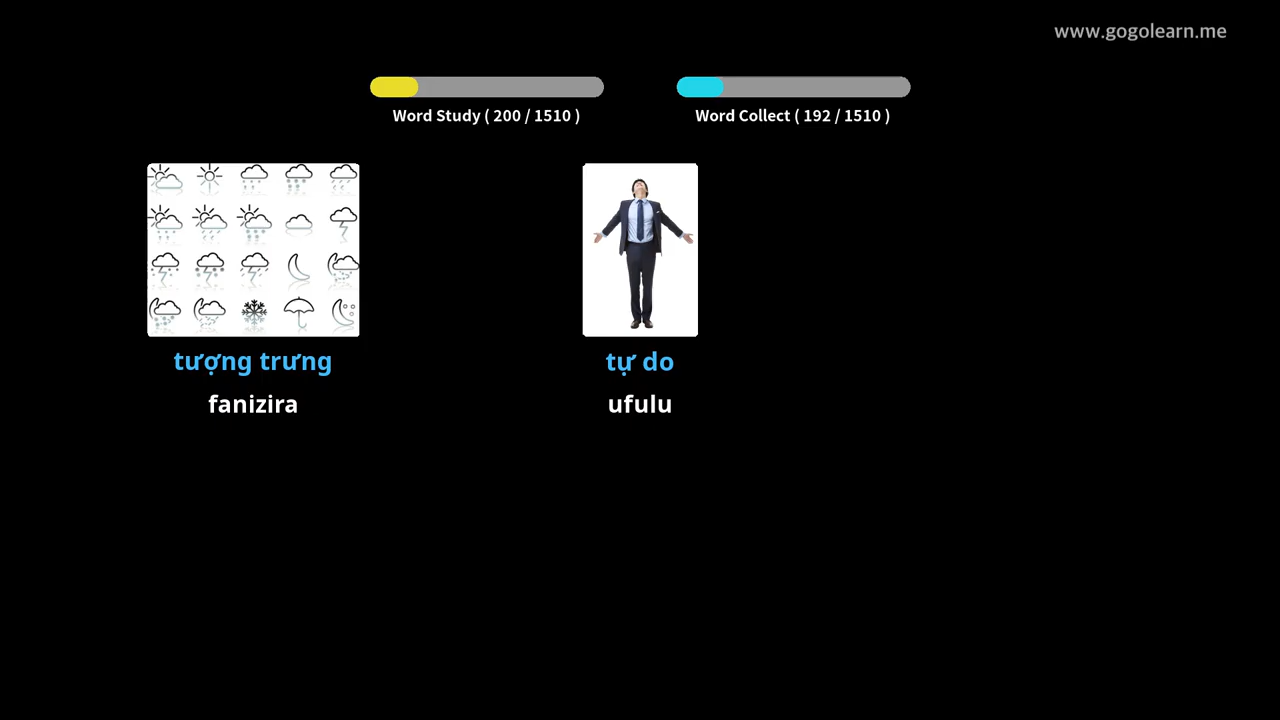 www.gogolearn.me
Word Study ( 200 / 1510 )
Word Collect ( 192 / 1510 )
tượng trưng
fanizira
tự do
ufulu